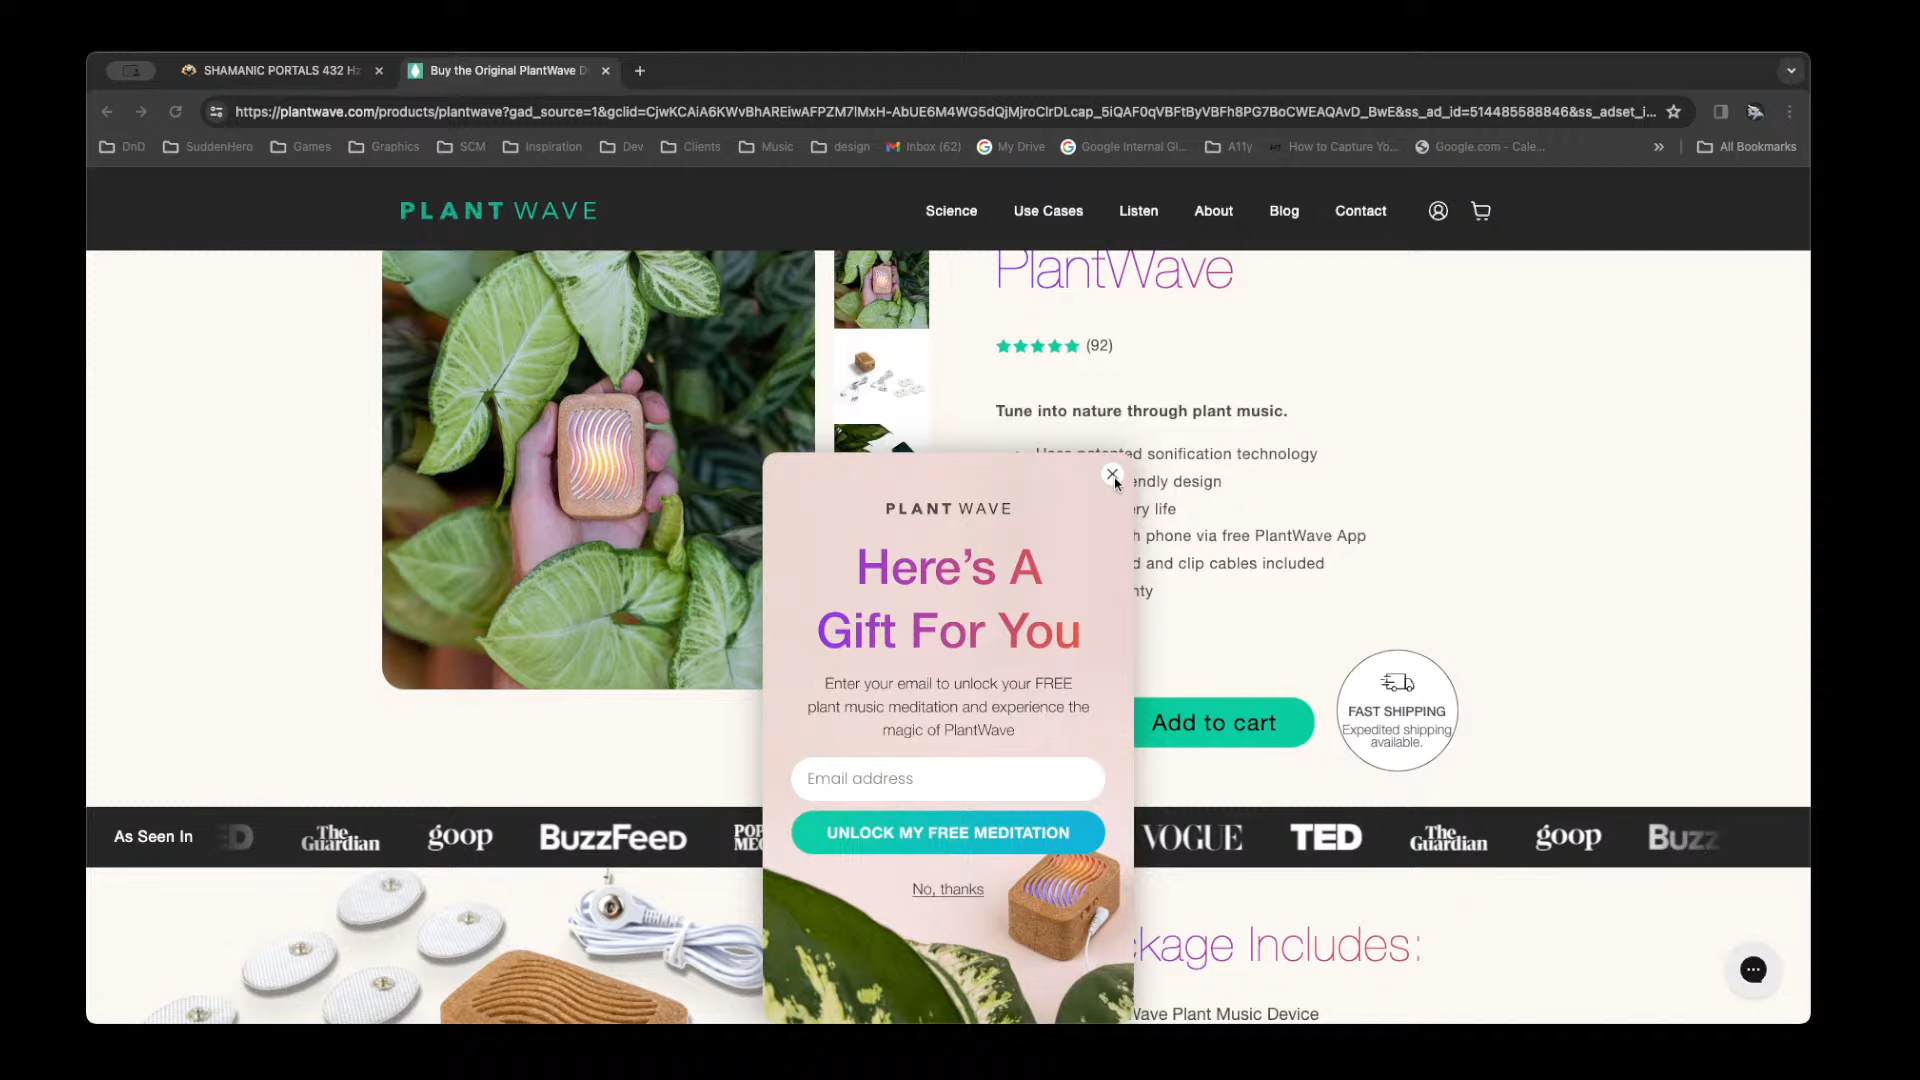 SHAMANIC PORTALS 432 Hz
Buy the Original PlantWave D
https://plantwave.com/products/plantwave?gad_source=1&gclid=CjwKCAiA6KWvBhAREiwAFPZM7lMxH-AbUE6M4WG5dQjMjroClrDLcap_5iQAF0qVBFtByVBFh8PG7BoCWEAQAvD_BwE&ss_ad_id=514485588846&ss_adset_i...
DnD SuddenHero Games Graphics SCM Inspiration Dev Clients Music design Inbox (62) My Drive Google Internal Gl... A11y How to Capture Yo... Google.com - Cale... » All Bookmarks
PLANT WAVE
Science Use Cases Listen About Blog Contact
PlantWave
(92)
Tune into nature through plant music.
sonification technology
design
life
phone via free PlantWave App
and clip cables included
Add to cart
FAST SHIPPING
Expedited shipping
available.
PLANT WAVE
Here's A
Gift For You
Enter your email to unlock your FREE
plant music meditation and experience the
magic of PlantWave
Email address
UNLOCK MY FREE MEDITATION
No, thanks
As Seen In The Guardian goop BuzzFeed VOGUE TED The Guardian goop Buzz
Includes:
Plant Music Device